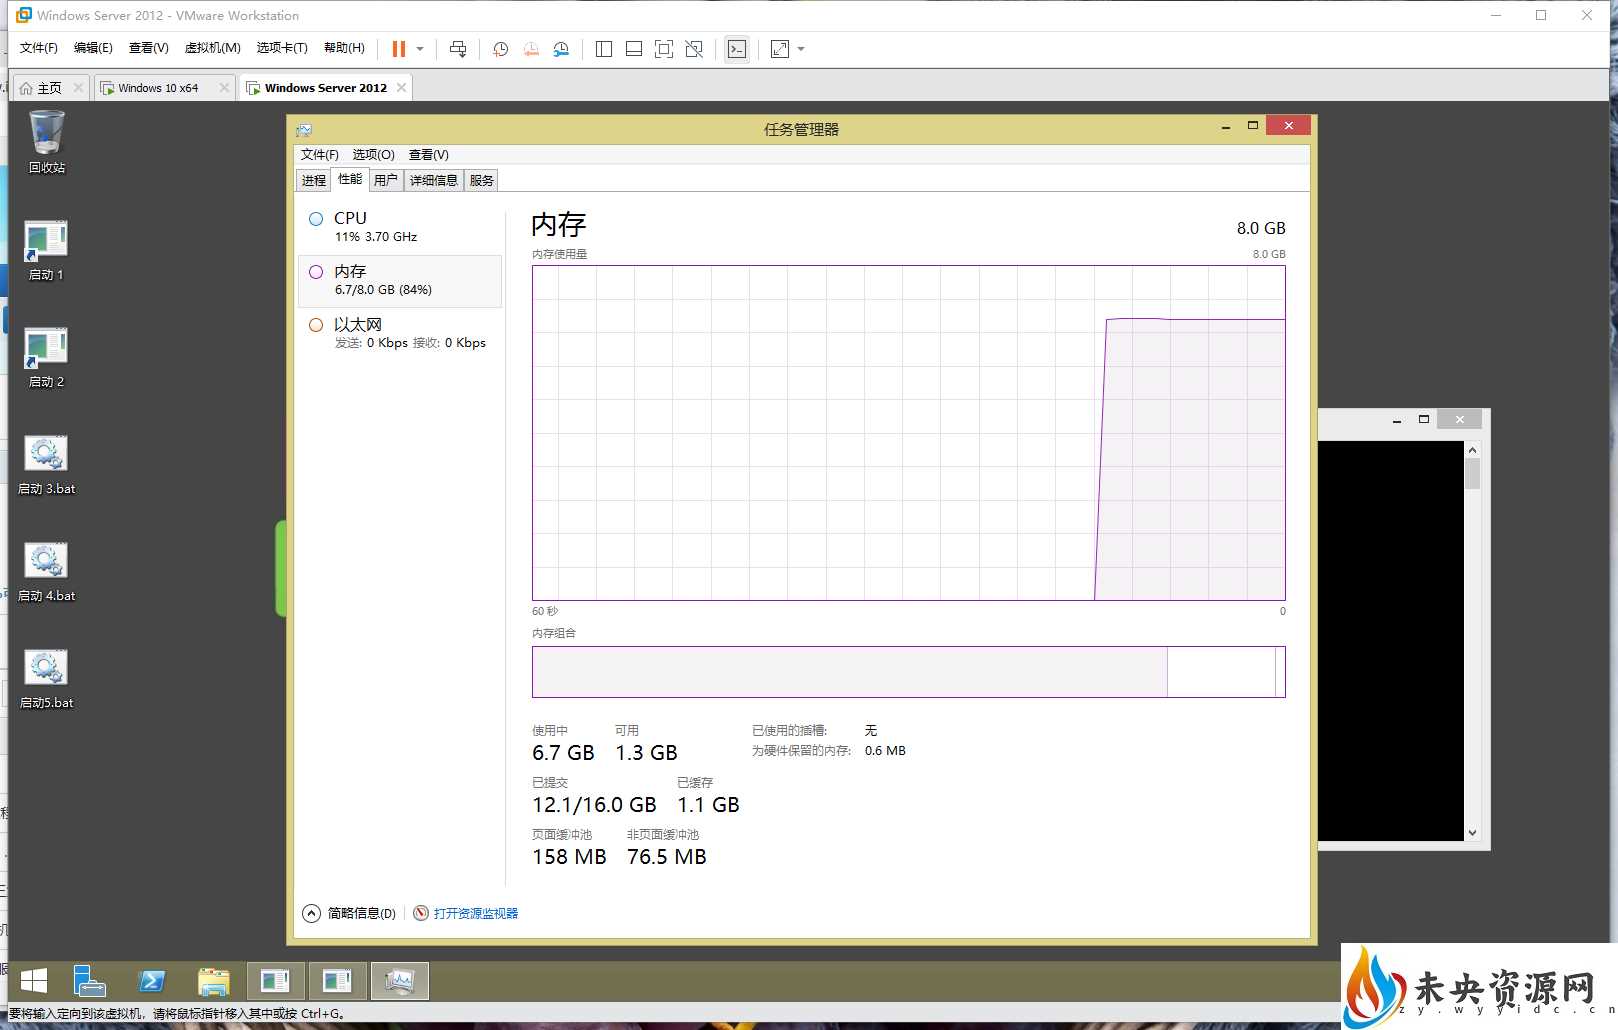 Windows Server 2012 - VMware Workstation
文件(F) 编辑(E) 查看(V) 虚拟机(M) 选项卡(T) 帮助(H)
主页 Windows 10 x64 Windows Server 2012
回收站
启动 1
启动 2
启动 3.bat
启动 4.bat
启动5.bat
任务管理器
文件(F) 选项(O) 查看(V)
进程 性能 用户 详细信息 服务
CPU
11% 3.70 GHz
内存
6.7/8.0 GB (84%)
以太网
发送: 0 Kbps 接收: 0 Kbps
内存 8.0 GB
内存使用量 8.0 GB
60 秒 0
内存组合
使用中 可用 已使用的插槽: 无
6.7 GB 1.3 GB 为硬件保留的内存: 0.6 MB
已提交 已缓存
12.1/16.0 GB 1.1 GB
页面缓冲池 非页面缓冲池
158 MB 76.5 MB
简略信息(D) 打开资源监视器
要将输入定向到该虚拟机，请将鼠标指针移入其中或按 Ctrl+G。
未央资源网
zy.wyyidc.cn